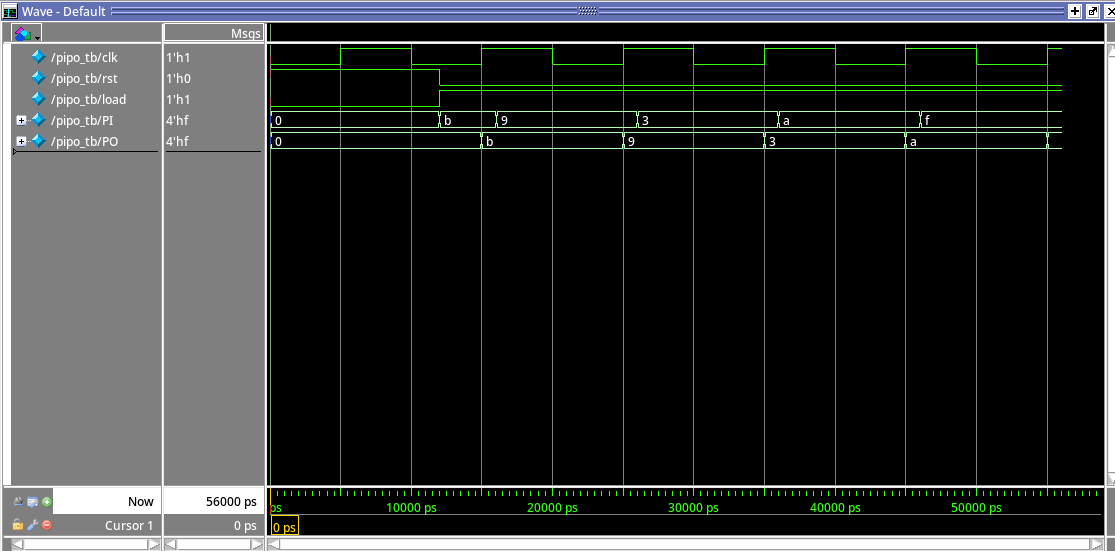 Wave - Default
Msgs
/pipo_tb/clk 1'h1
/pipo_tb/rst 1'h0
/pipo_tb/load 1'h1
/pipo_tb/PI 4'hf 0 b 9 3 a f
/pipo_tb/PO 4'hf 0 b 9 3 a
Now 56000 ps ps 10000 ps 20000 ps 30000 ps 40000 ps 50000 ps
Cursor 1 0 ps 0 ps